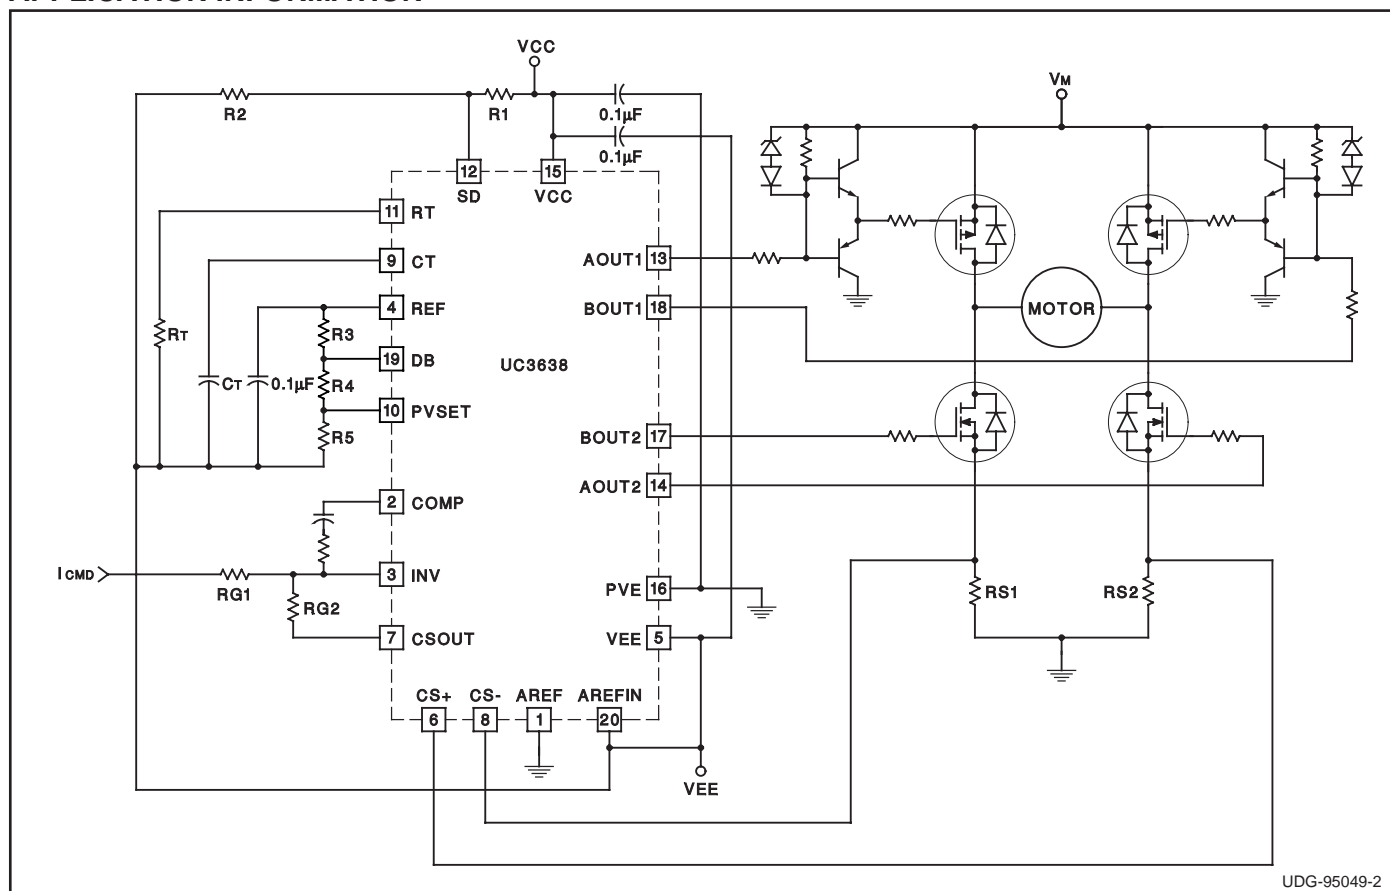 VCC
VM
R2
R1
0.1µF
0.1µF
12
15
SD
VCC
11
RT
9
CT
AOUT1
13
4
REF
BOUT1
18
MOTOR
RT
R3
19
DB
UC3638
CT
0.1µF
R4
10
PVSET
R5
BOUT2
17
AOUT2
14
2
COMP
ICMD
3
INV
RG1
PVE
16
RS1
RS2
RG2
7
CSOUT
VEE
5
CS+
CS-
AREF
AREFIN
6
8
1
20
VEE
UDG-95049-2